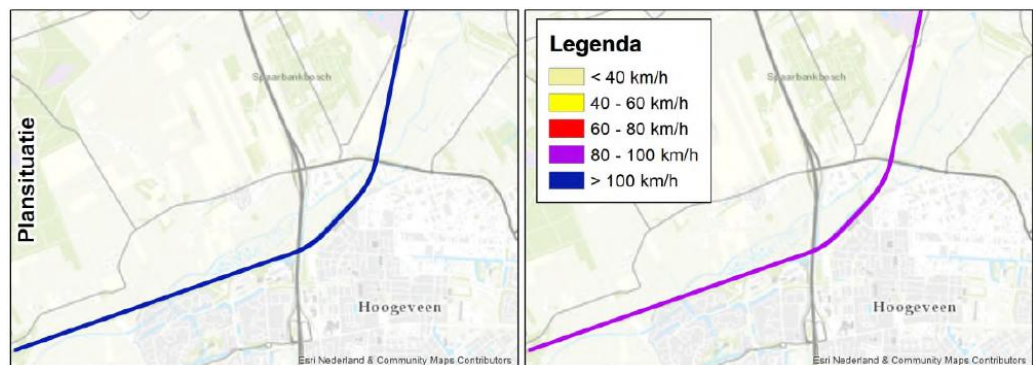 Plansituatie
Spaarbankbosch
Hoogeveen
Esri Nederland & Community Maps Contributors
Legenda
< 40 km/h
40 - 60 km/h
60 - 80 km/h
80 - 100 km/h
> 100 km/h
Spaarbankbosch
Hoogeveen
Esri Nederland & Community Maps Contributors